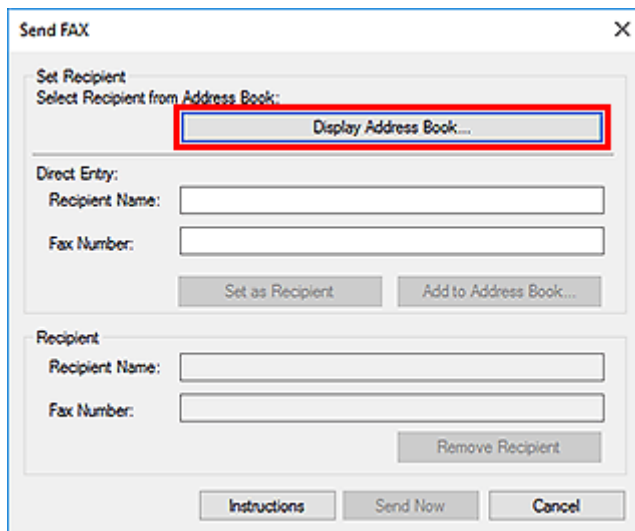 Send FAX
Set Recipient
Select Recipient from Address Book:
Display Address Book...
Direct Entry:
Recipient Name:
Fax Number:
Set as Recipient Add to Address Book...
Recipient
Recipient Name:
Fax Number:
Remove Recipient
Instructions Send Now Cancel